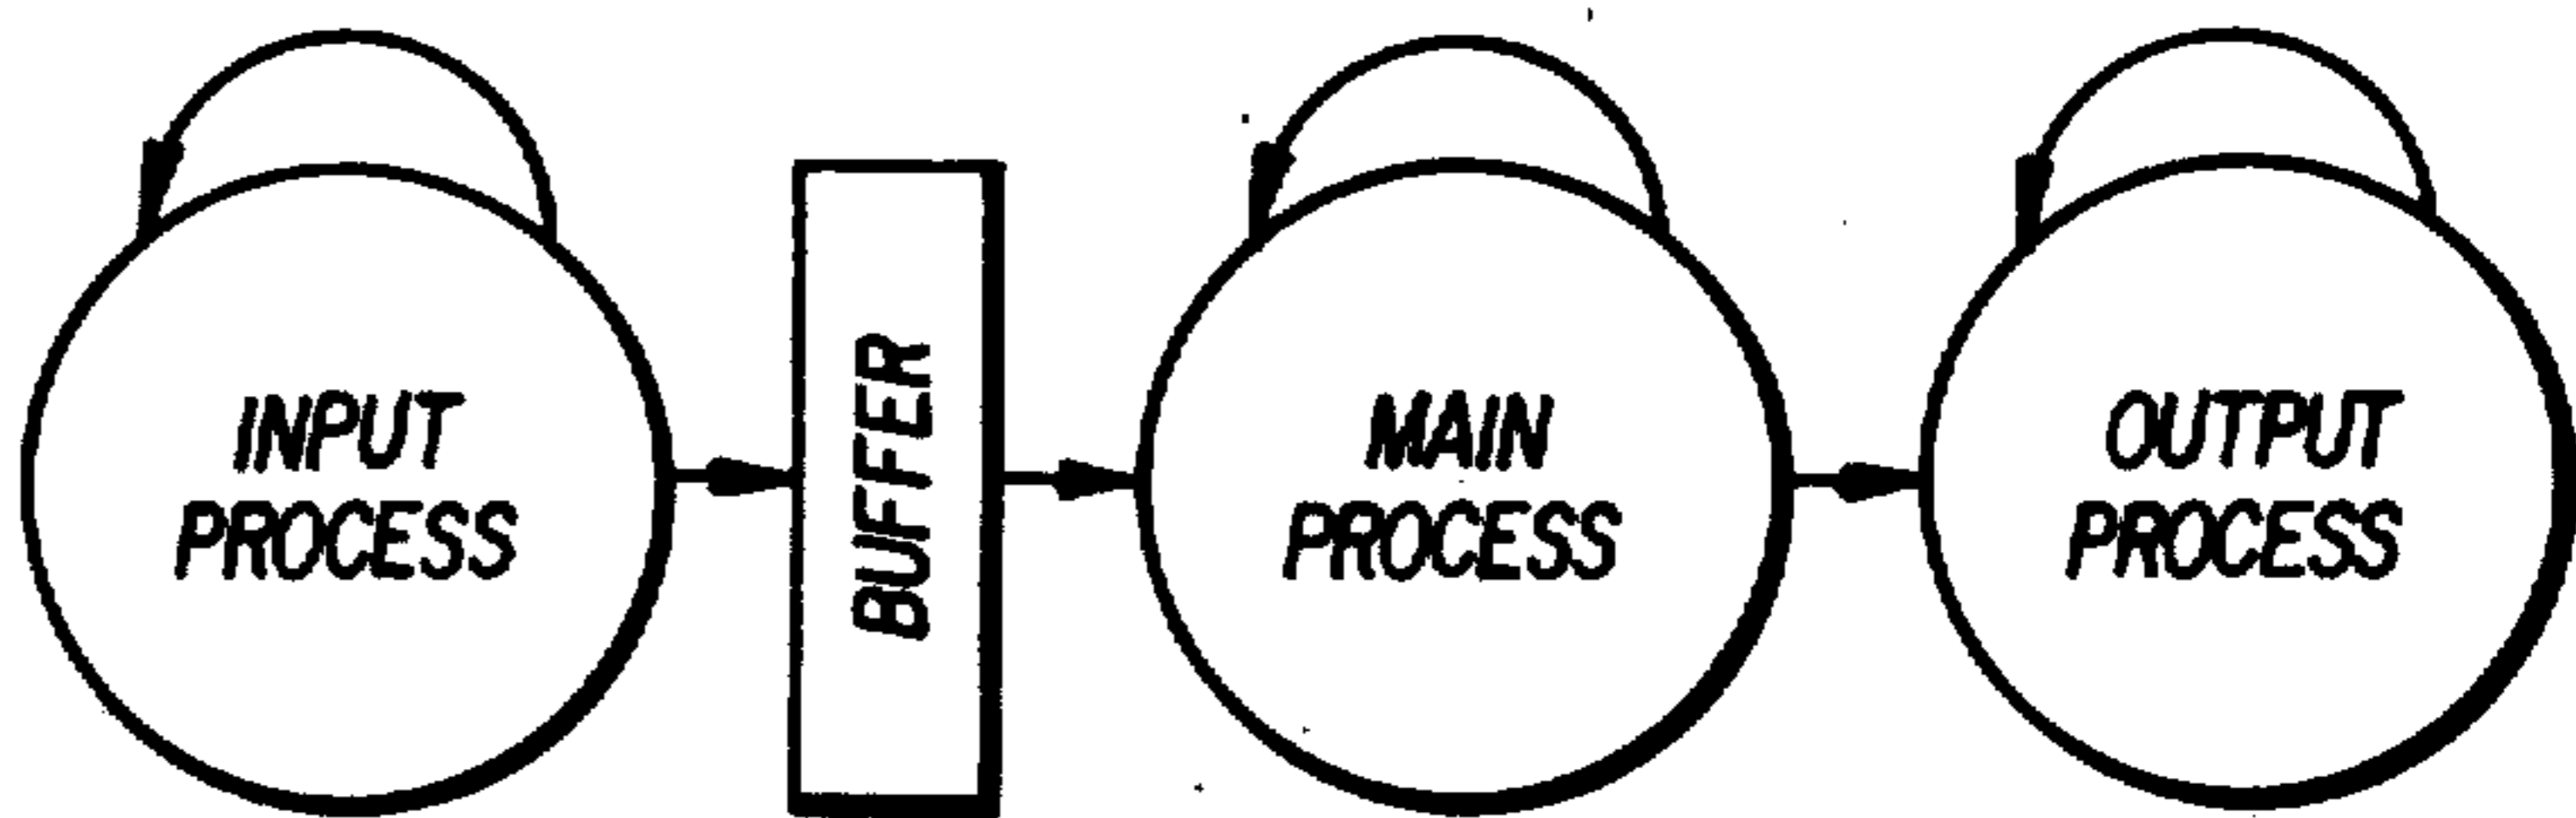 INPUT
PROCESS
BUFFER
MAIN
PROCESS
OUTPUT
PROCESS